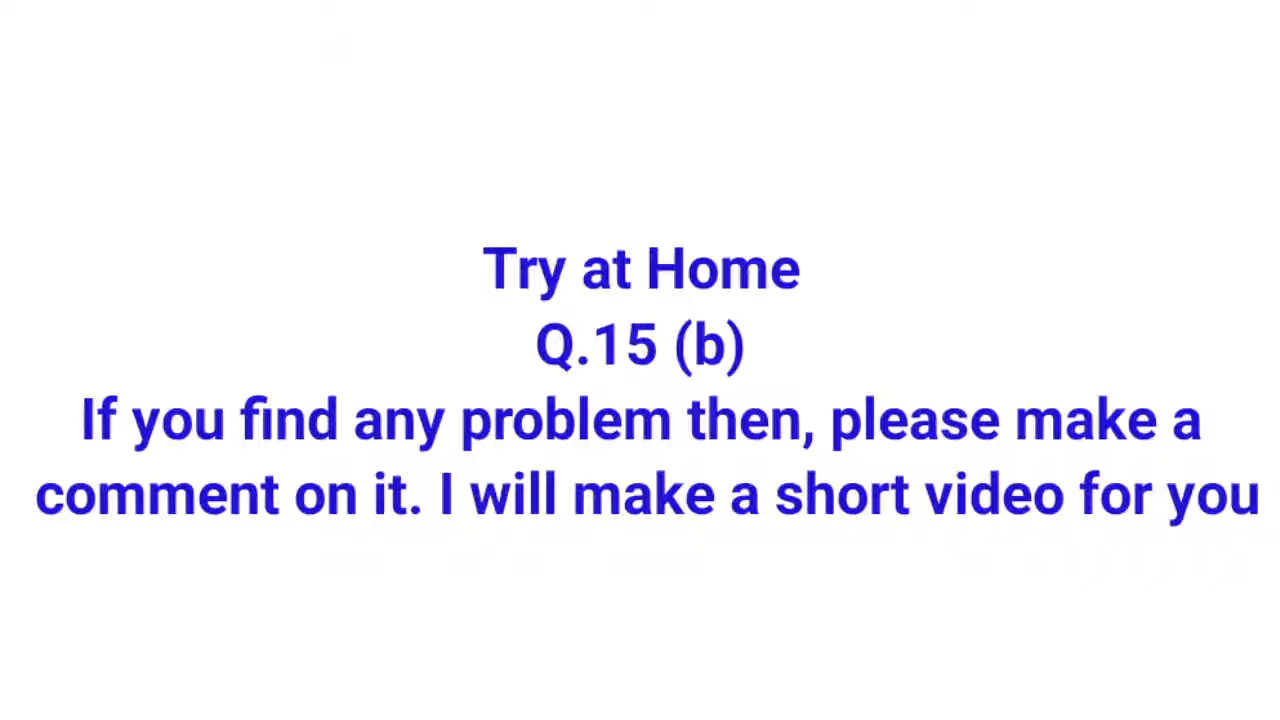 Try at Home
Q.15 (b)
If you find any problem then, please make a
comment on it. I will make a short video for you